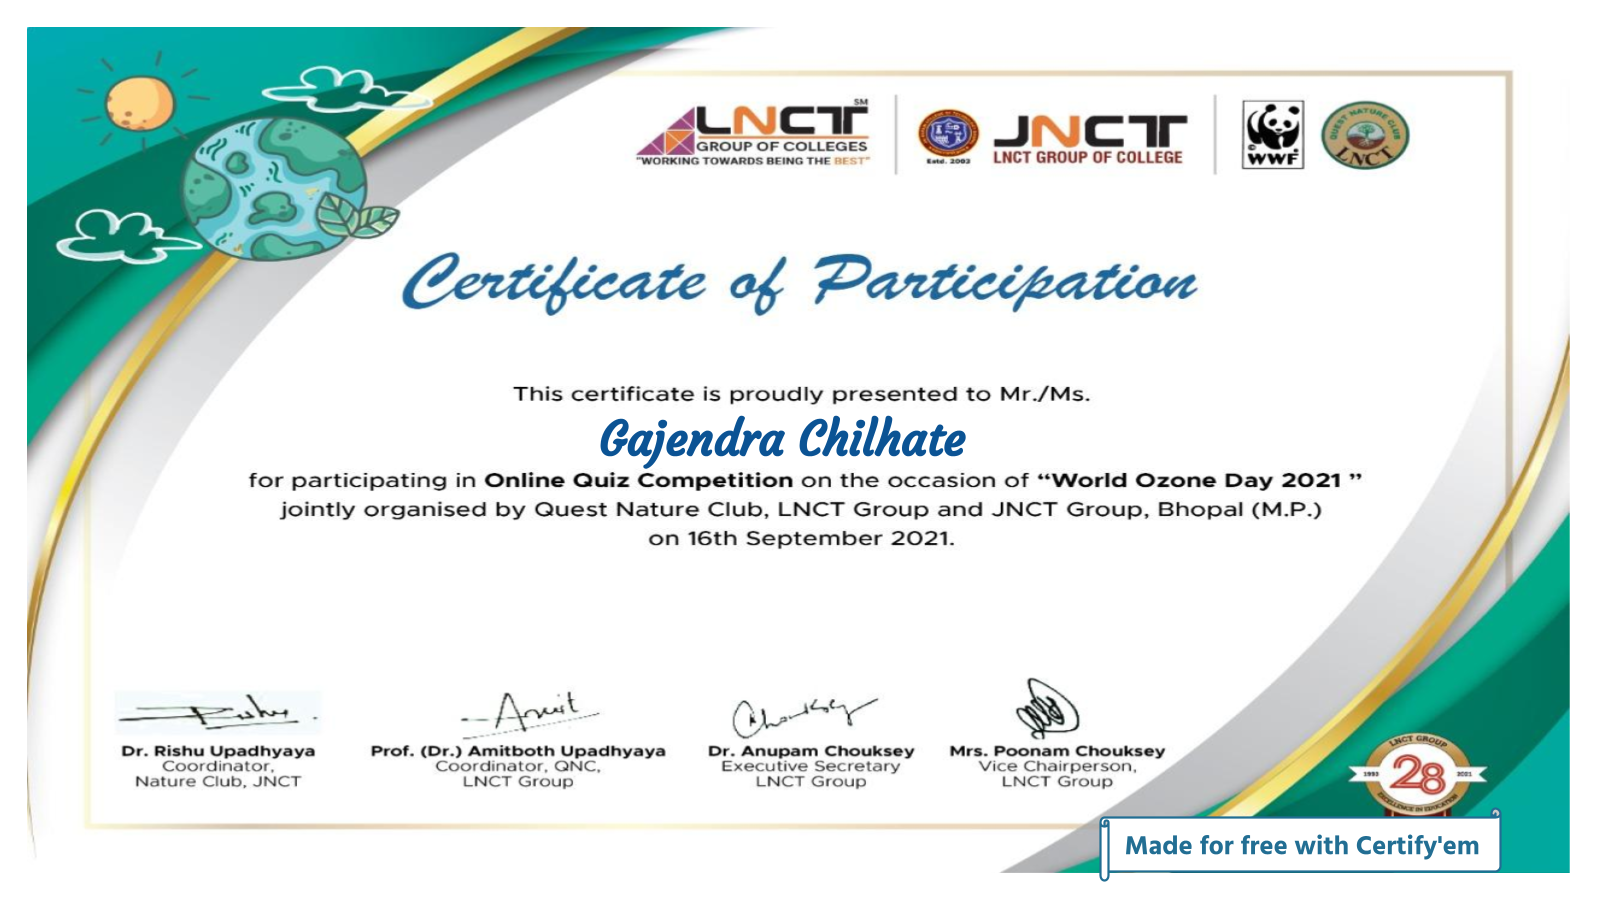 LNCT SM
GROUP OF COLLEGES
"WORKING TOWARDS BEING THE BEST"
Estd. 2003
JNCT
LNCT GROUP OF COLLEGE
WWF
QUEST NATURE CLUB
LNCT
Certificate of Participation
This certificate is proudly presented to Mr./Ms.
Gajendra Chilhate
for participating in Online Quiz Competition on the occasion of “World Ozone Day 2021 ”
jointly organised by Quest Nature Club, LNCT Group and JNCT Group, Bhopal (M.P.)
on 16th September 2021.
Dr. Rishu Upadhyaya
Coordinator,
Nature Club, JNCT
Prof. (Dr.) Amitboth Upadhyaya
Coordinator, QNC,
LNCT Group
Chouksey
Dr. Anupam Chouksey
Executive Secretary
LNCT Group
Mrs. Poonam Chouksey
Vice Chairperson,
LNCT Group
LNCT GROUP
1993 28 2021
EXCELLENCE IN EDUCATION
Made for free with Certify'em